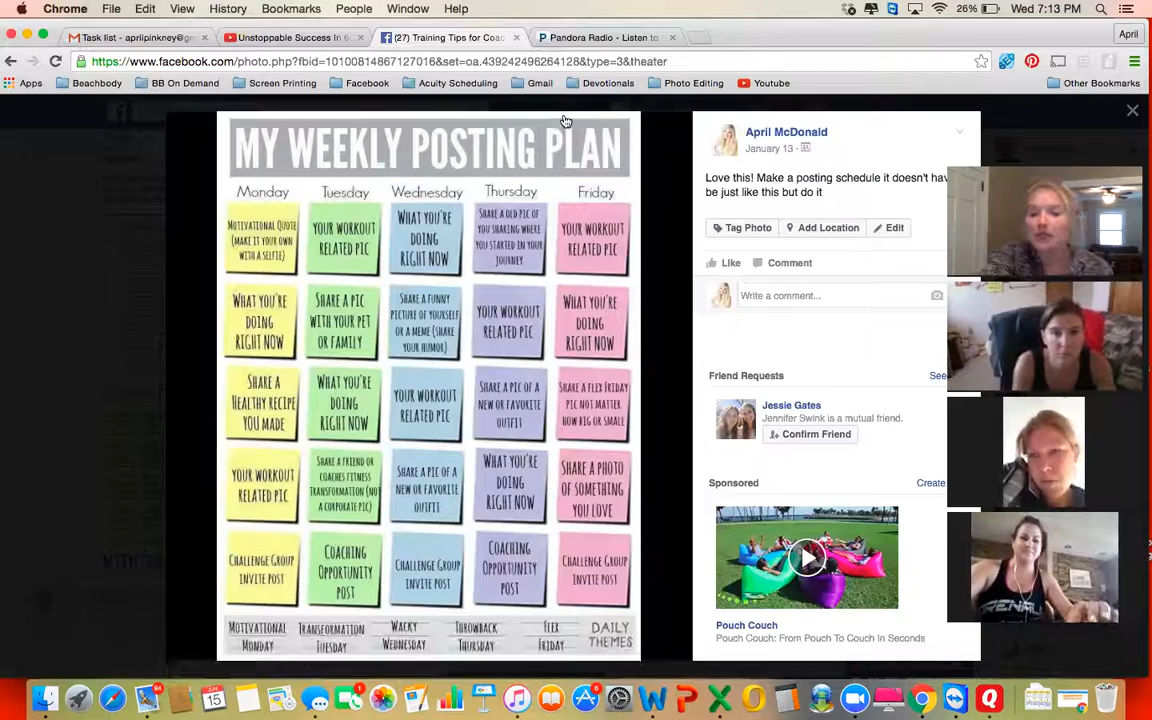 Chrome File Edit View History Bookmarks People Window Help 26% Wed 7:13 PM
Task list - aprilpinkney@g
Unstoppable Success In 6
(27) Training Tips for Coac
Pandora Radio - Listen to
April
https://www.facebook.com/photo.php?fbid=10100814867127016&set=oa.439242496264128&type=3&theater
Apps Beachbody BB On Demand Screen Printing Facebook Acuity Scheduling Gmail Devotionals Photo Editing Youtube Other Bookmarks
MY WEEKLY POSTING PLAN
Monday Tuesday Wednesday Thursday Friday
MOTIVATIONAL QUOTE
(MAKE IT YOUR OWN
WITH A SELFIE)
YOUR WORKOUT
RELATED PIC
WHAT YOU'RE
DOING
RIGHT NOW
SHARE A OLD PIC OF
YOU SHARING WHERE
YOU STARTED IN YOUR
JOURNEY
YOUR WORKOUT
RELATED PIC
WHAT YOU'RE
DOING
RIGHT NOW
SHARE A PIC
WITH YOUR PET
OR FAMILY
SHARE A FUNNY
PICTURE OF YOURSELF
OR A MEME (SHARE
YOUR HUMOR)
YOUR WORKOUT
RELATED PIC
WHAT YOU'RE
DOING
RIGHT NOW
SHARE A
HEALTHY RECIPE
YOU MADE
WHAT YOU'RE
DOING
RIGHT NOW
YOUR WORKOUT
RELATED PIC
SHARE A PIC OF A
NEW OR FAVORITE
OUTFIT
SHARE A FLEX FRIDAY
PIC NOT MATTER
HOW BIG OR SMALL
YOUR WORKOUT
RELATED PIC
SHARE A FRIEND OR
COACHES FITNESS
TRANSFORMATION (NOT
A CORPORATE PIC)
SHARE A PIC OF A
NEW OR FAVORITE
OUTFIT
WHAT YOU'RE
DOING
RIGHT NOW
SHARE A PHOTO
OF SOMETHING
YOU LOVE
CHALLENGE GROUP
INVITE POST
COACHING
OPPORTUNITY
POST
CHALLENGE GROUP
INVITE POST
COACHING
OPPORTUNITY
POST
CHALLENGE GROUP
INVITE POST
MOTIVATIONAL
MONDAY
TRANSFORMATION
TUESDAY
WACKY
WEDNESDAY
THROWBACK
THURSDAY
FLEX
FRIDAY
DAILY
THEMES
April McDonald
January 13
Love this! Make a posting schedule it doesn't hav
be just like this but do it
Tag Photo Add Location Edit
Like Comment
Write a comment...
Friend Requests See
Jessie Gates
Jennifer Swink is a mutual friend.
Confirm Friend
Sponsored Create
Pouch Couch
Pouch Couch: From Pouch To Couch In Seconds